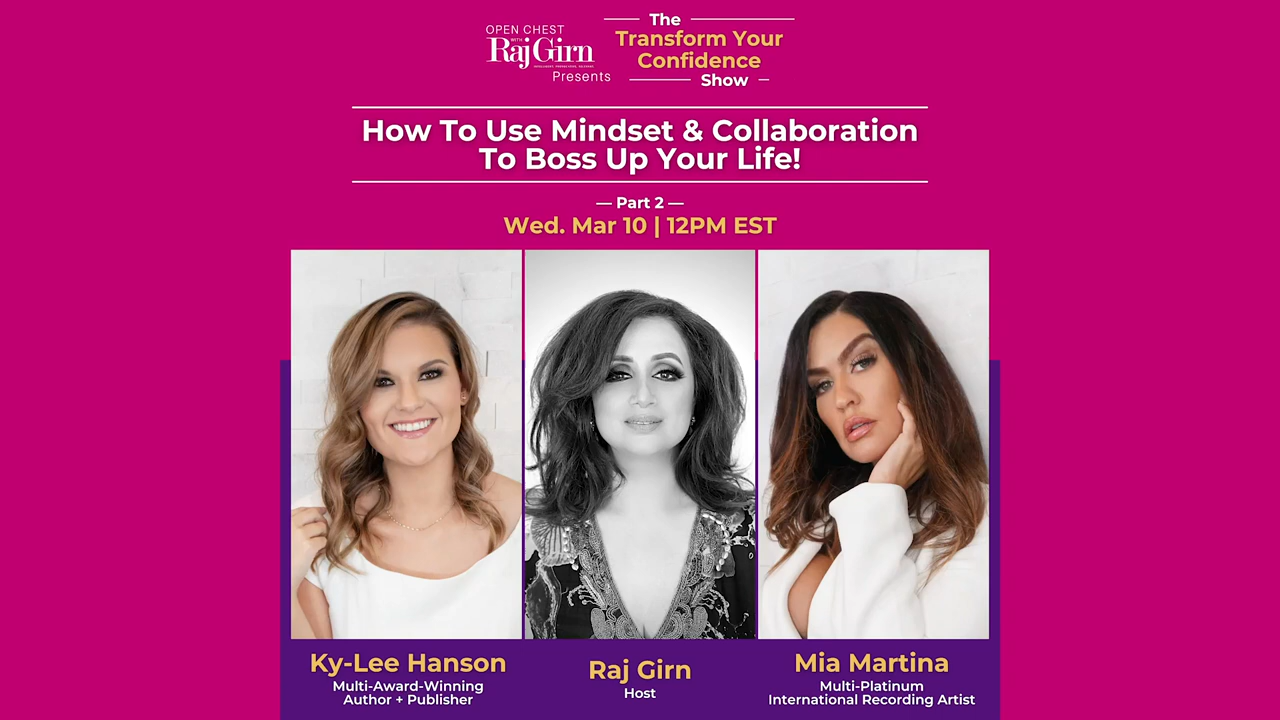 OPEN CHEST
WITH
Raj Girn
Presents
The
Transform Your
Confidence
Show
How To Use Mindset & Collaboration
To Boss Up Your Life!
— Part 2 —
Wed. Mar 10 | 12PM EST
Ky-Lee Hanson
Multi-Award-Winning
Author + Publisher
Raj Girn
Host
Mia Martina
Multi-Platinum
International Recording Artist